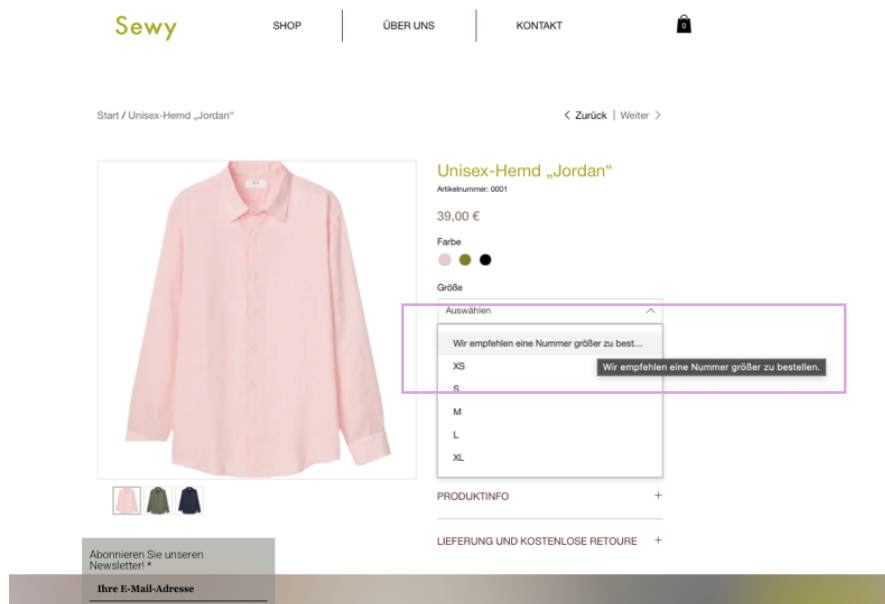 Sewy
SHOP
ÜBER UNS
KONTAKT
0
Start / Unisex-Hemd „Jordan“
Zurück | Weiter
Unisex-Hemd „Jordan“
Artikelnummer: 0001
39,00 €
Farbe
Größe
Auswählen
Wir empfehlen eine Nummer größer zu best...
XS
Wir empfehlen eine Nummer größer zu bestellen.
S
M
L
XL
PRODUKTINFO +
LIEFERUNG UND KOSTENLOSE RETOURE +
Abonnieren Sie unseren
Newsletter! *
Ihre E-Mail-Adresse